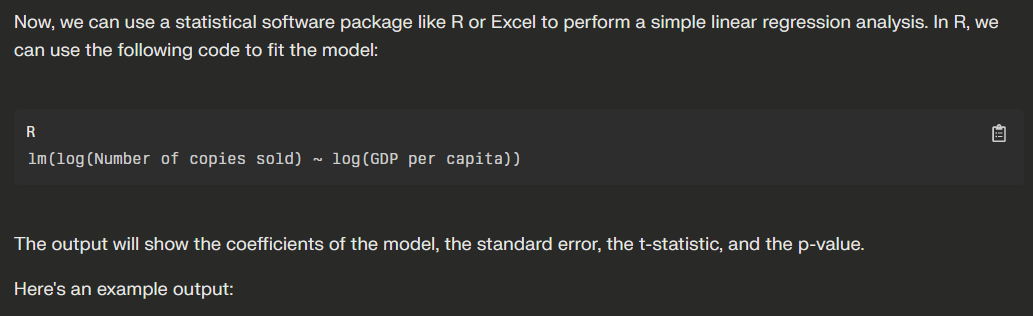 Now, we can use a statistical software package like R or Excel to perform a simple linear regression analysis. In R, we
can use the following code to fit the model:
R
lm(log(Number of copies sold) ~ log(GDP per capita))
The output will show the coefficients of the model, the standard error, the t-statistic, and the p-value.
Here's an example output: